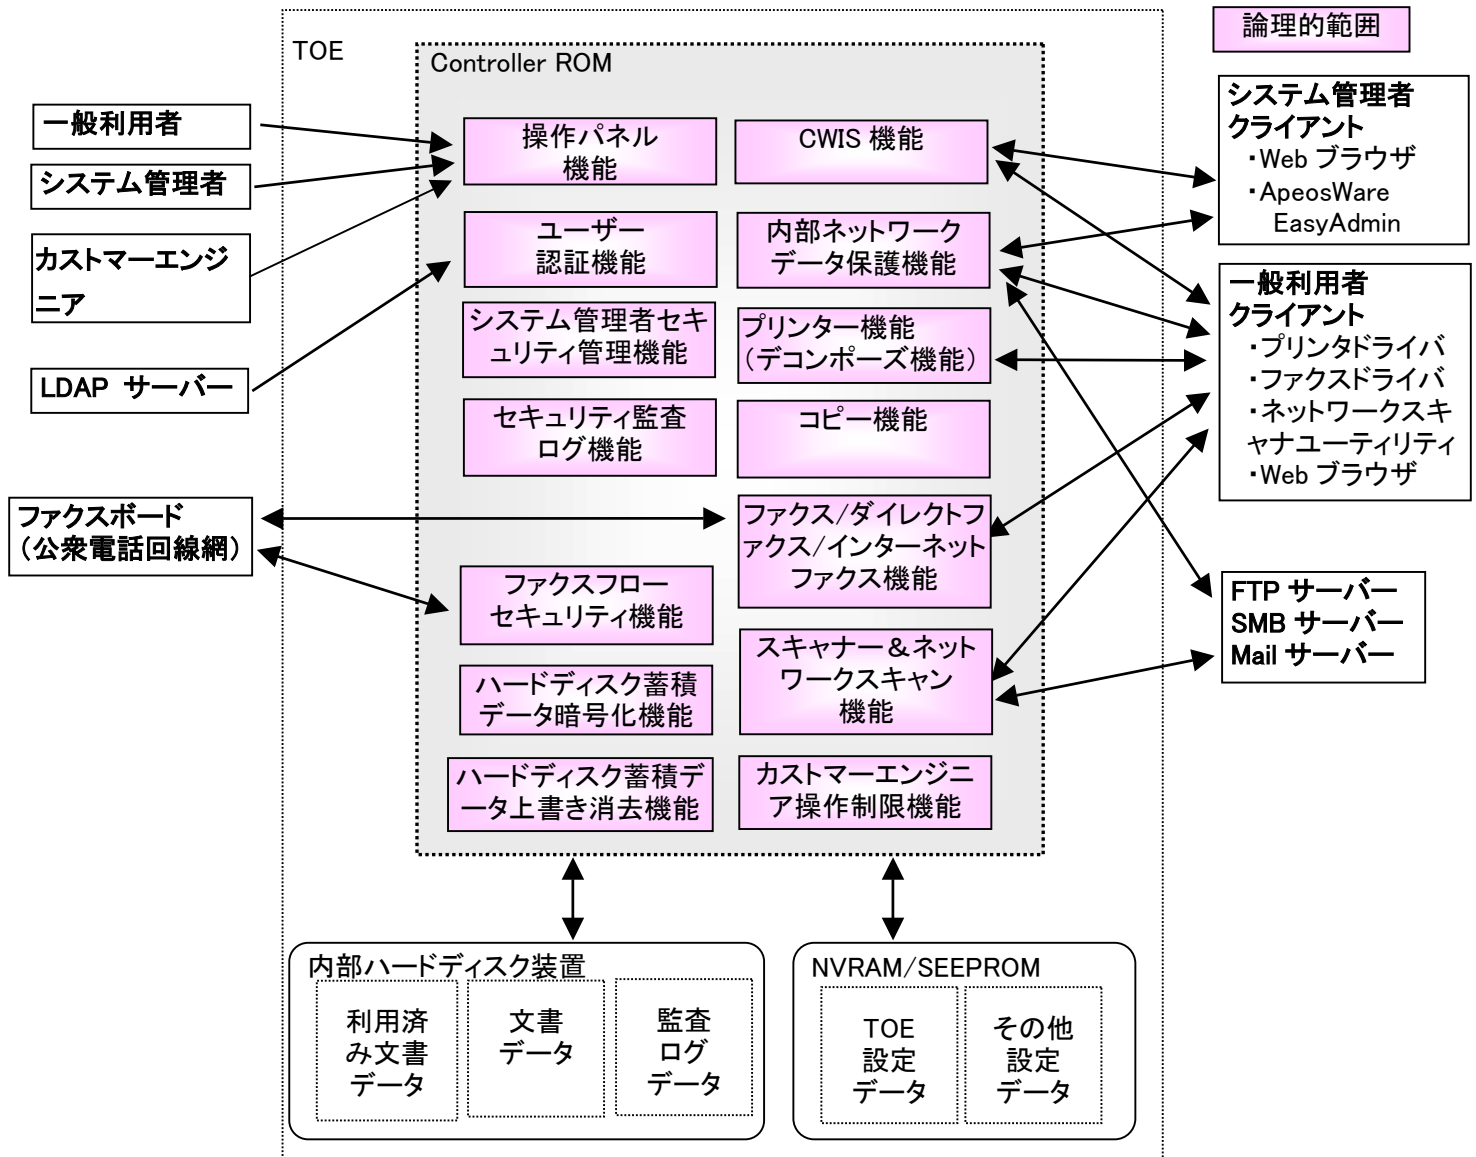 論理的範囲
TOE
Controller ROM
一般利用者
システム管理者
カストマーエンジ
ニア
LDAP サーバー
ファクスボード
（公衆電話回線網）
操作パネル
機能
ユーザー
認証機能
システム管理者セキ
ュリティ管理機能
セキュリティ監査
ログ機能
ファクスフロー
セキュリティ機能
ハードディスク蓄積
データ暗号化機能
ハードディスク蓄積デ
ータ上書き消去機能
CWIS 機能
内部ネットワーク
データ保護機能
プリンター機能
（デコンポーズ機能）
コピー機能
ファクス/ダイレクトフ
ァクス/インターネット
ファクス機能
スキャナー＆ネット
ワークスキャン
機能
カストマーエンジニ
ア操作制限機能
システム管理者
クライアント
・Web ブラウザ
・ApeosWare
EasyAdmin
一般利用者
クライアント
・プリンタドライバ
・ファクスドライバ
・ネットワークスキ
ャナユーティリティ
・Web ブラウザ
FTP サーバー
SMB サーバー
Mail サーバー
内部ハードディスク装置
利用済
み文書
データ
文書
データ
監査
ログ
データ
NVRAM/SEEPROM
TOE
設定
データ
その他
設定
データ